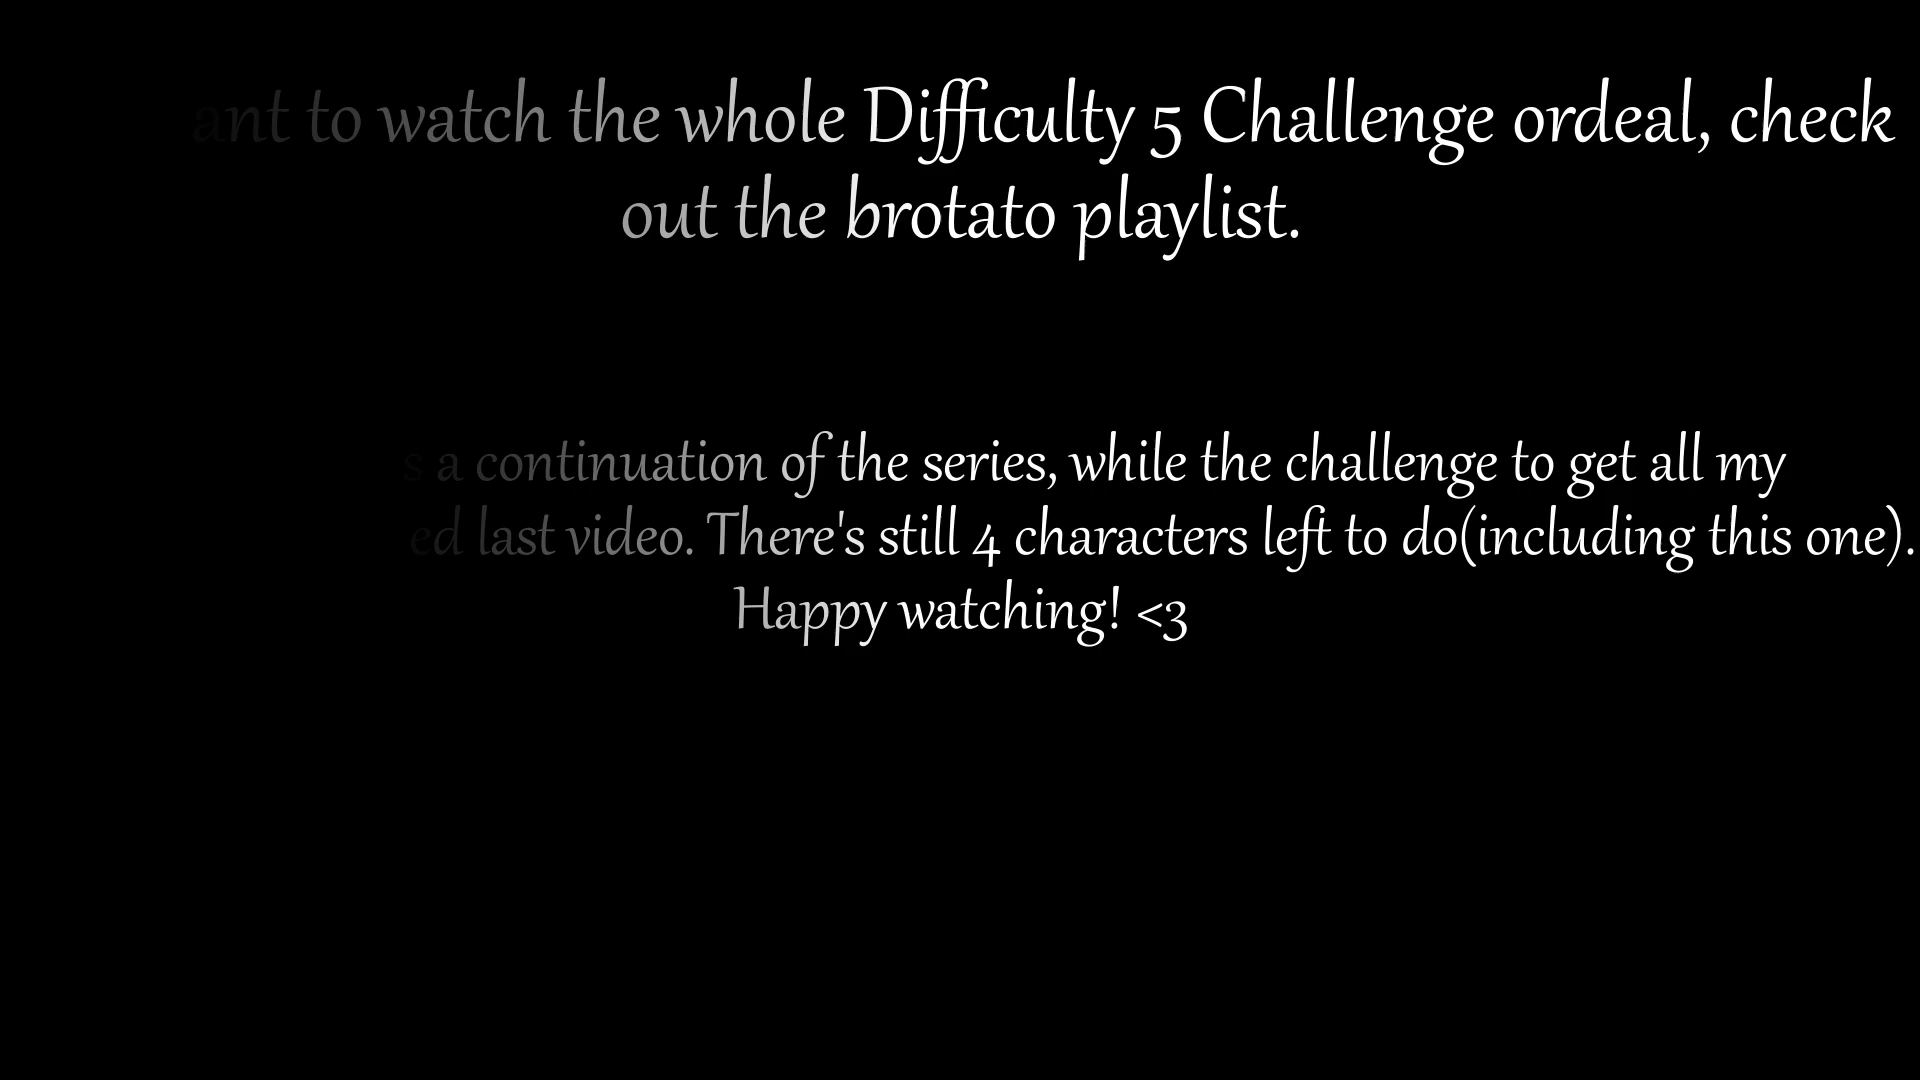 to watch the whole Difficulty 5 Challenge ordeal, check
out the brotato playlist.
a continuation of the series, while the challenge to get all my
last video. There's still 4 characters left to do(including this one).
Happy watching! <3